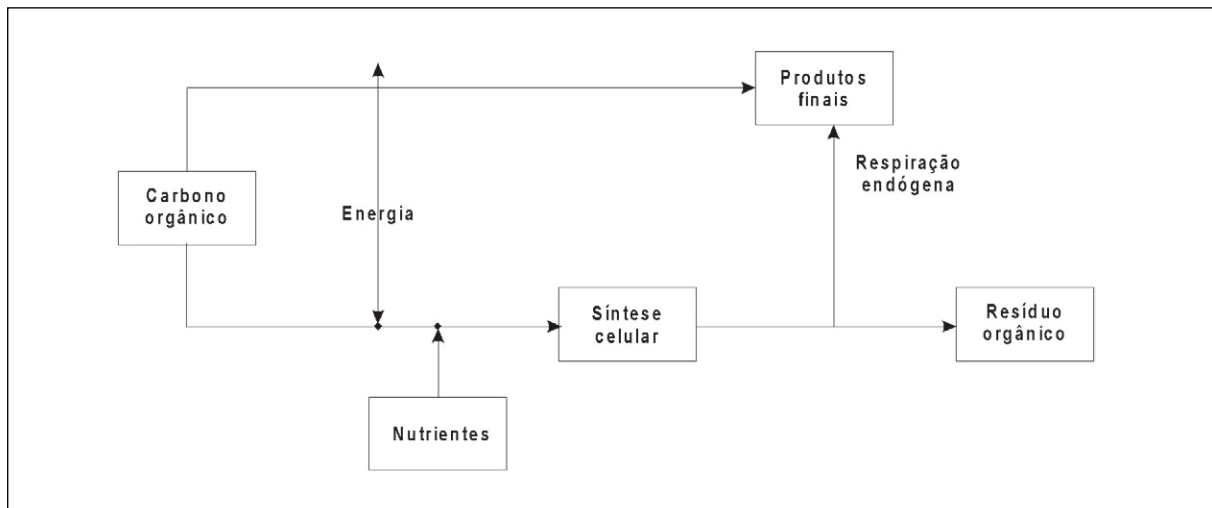 Produtos
finais
Respiração
endógena
Carbono
orgânico
Energia
Síntese
celular
Resíduo
orgânico
Nutrientes